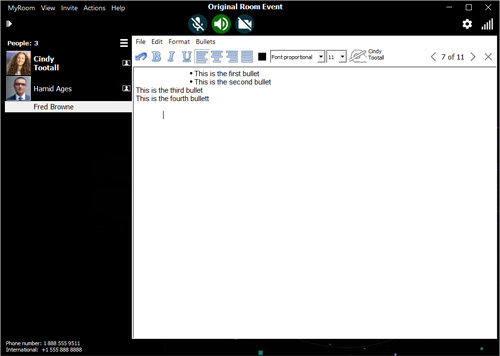 MyRoom View Invite Actions Help
Original Room Event
People: 3
Cindy
Tootall
Hamid Ages
Fred Browne
File Edit Format Bullets
B I U
Font proportional
11
Cindy
Tootall
7 of 11
This is the first bullet
This is the second bullet
This is the third bullet
This is the fourth bullett
Phone number: 1 888 555 9511
International: +1 555 888 8888